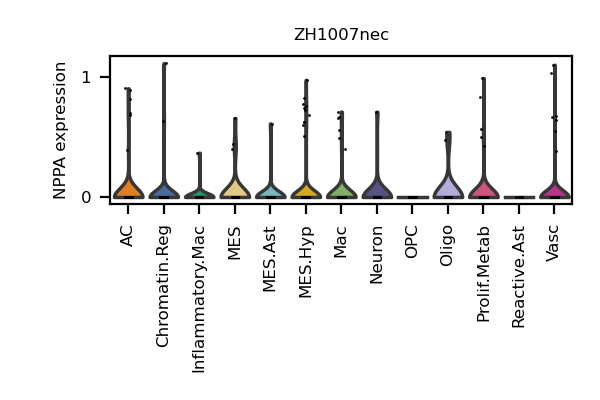 ZH1007nec
NPPA expression
1
0
AC
Chromatin.Reg
Inflammatory.Mac
MES
MES.Ast
MES.Hyp
Mac
Neuron
OPC
Oligo
Prolif.Metab
Reactive.Ast
Vasc